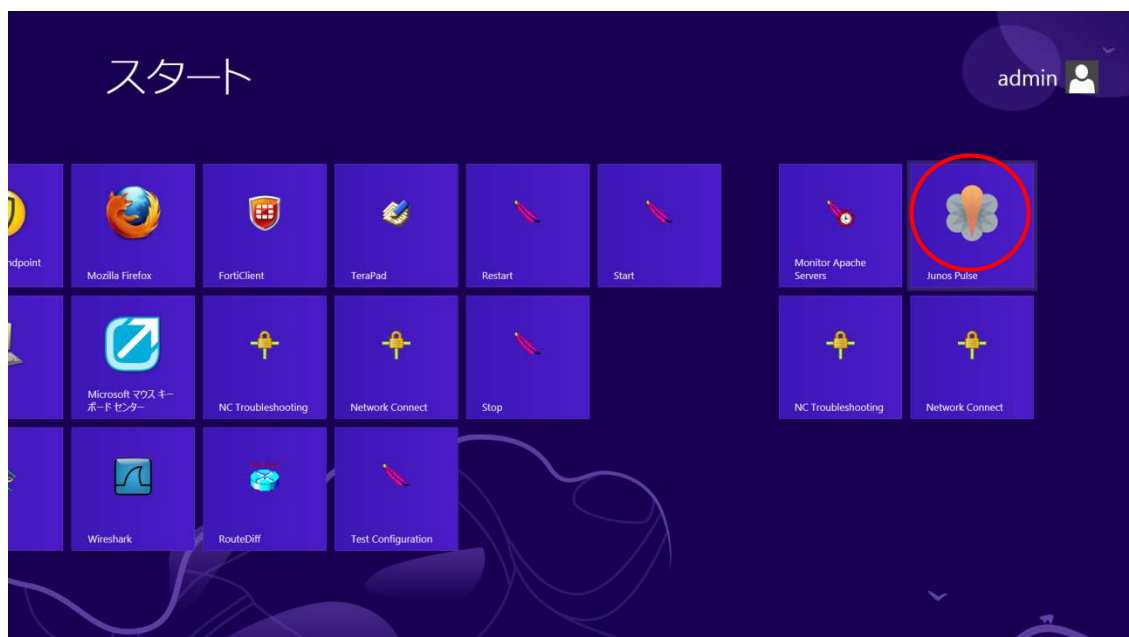 スタート
admin
ndpoint
Mozilla Firefox
FortiClient
TeraPad
Restart
Start
Monitor Apache
Servers
Junos Pulse
Microsoft マウス キー
ボード センター
NC Troubleshooting
Network Connect
Stop
NC Troubleshooting
Network Connect
Wireshark
RouteDiff
Test Configuration